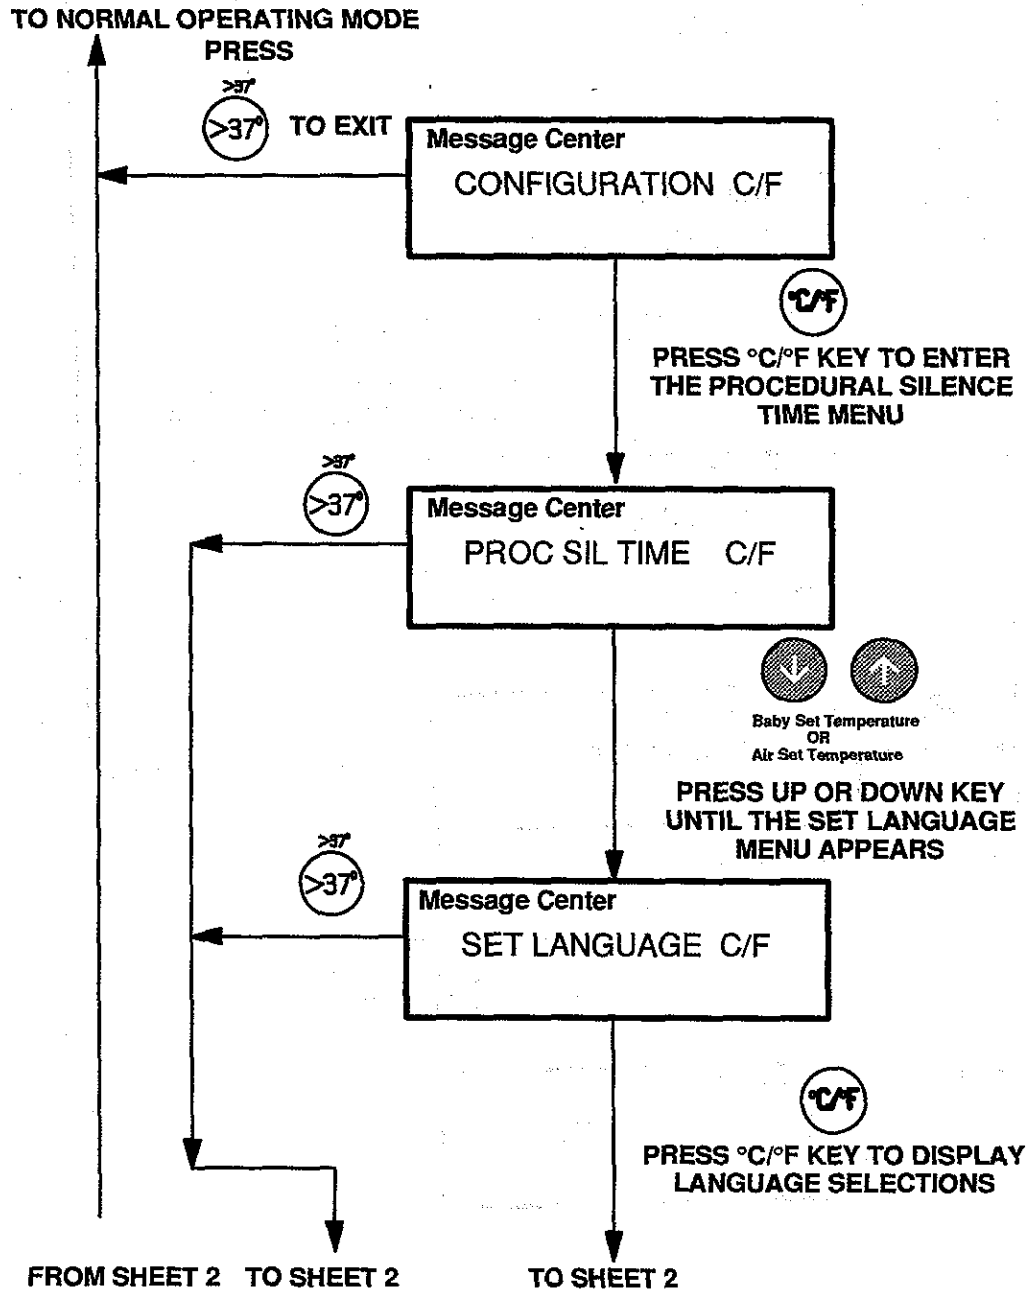 TO NORMAL OPERATING MODE
PRESS
>37°
>37°
TO EXIT
Message Center
CONFIGURATION C/F
°C/°F
PRESS °C/°F KEY TO ENTER
THE PROCEDURAL SILENCE
TIME MENU
>37°
>37°
Message Center
PROC SIL TIME C/F
Baby Set Temperature
OR
Air Set Temperature
PRESS UP OR DOWN KEY
UNTIL THE SET LANGUAGE
MENU APPEARS
>37°
>37°
Message Center
SET LANGUAGE C/F
°C/°F
PRESS °C/°F KEY TO DISPLAY
LANGUAGE SELECTIONS
FROM SHEET 2
TO SHEET 2
TO SHEET 2